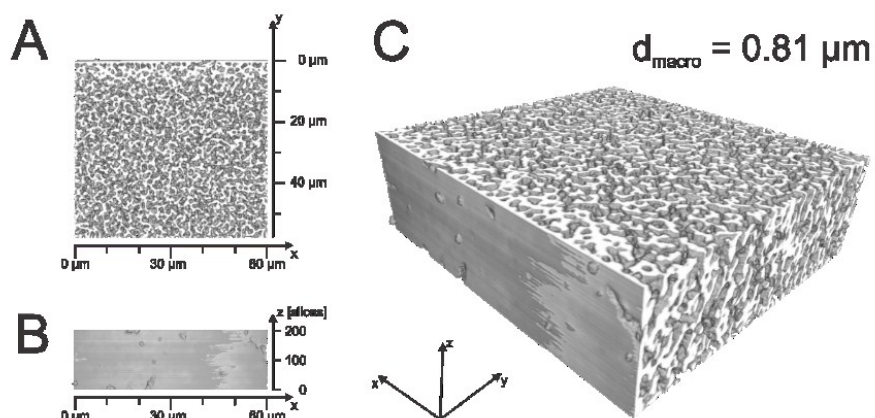 A
y
0 µm
20 µm
40 µm
x
0 µm 30 µm 60 µm
B
z [slices]
200
100
0
x
0 µm 30 µm 60 µm
C
d_macro = 0.81 µm
z
x
y